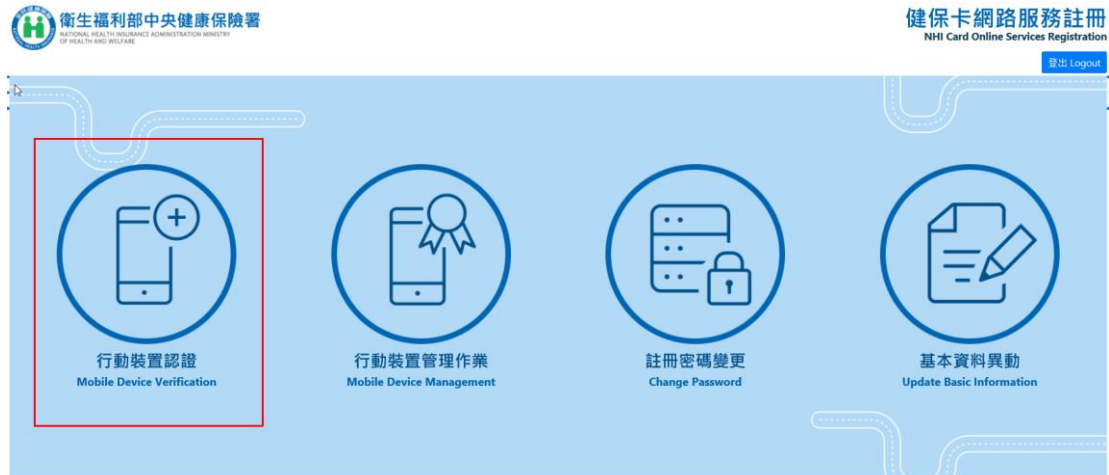 衛生福利部中央健康保險署
NATIONAL HEALTH INSURANCE ADMINISTRATION MINISTRY
OF HEALTH AND WELFARE
健保卡網路服務註冊
NHI Card Online Services Registration
登出 Logout
行動裝置認證
Mobile Device Verification
行動裝置管理作業
Mobile Device Management
註冊密碼變更
Change Password
基本資料異動
Update Basic Information